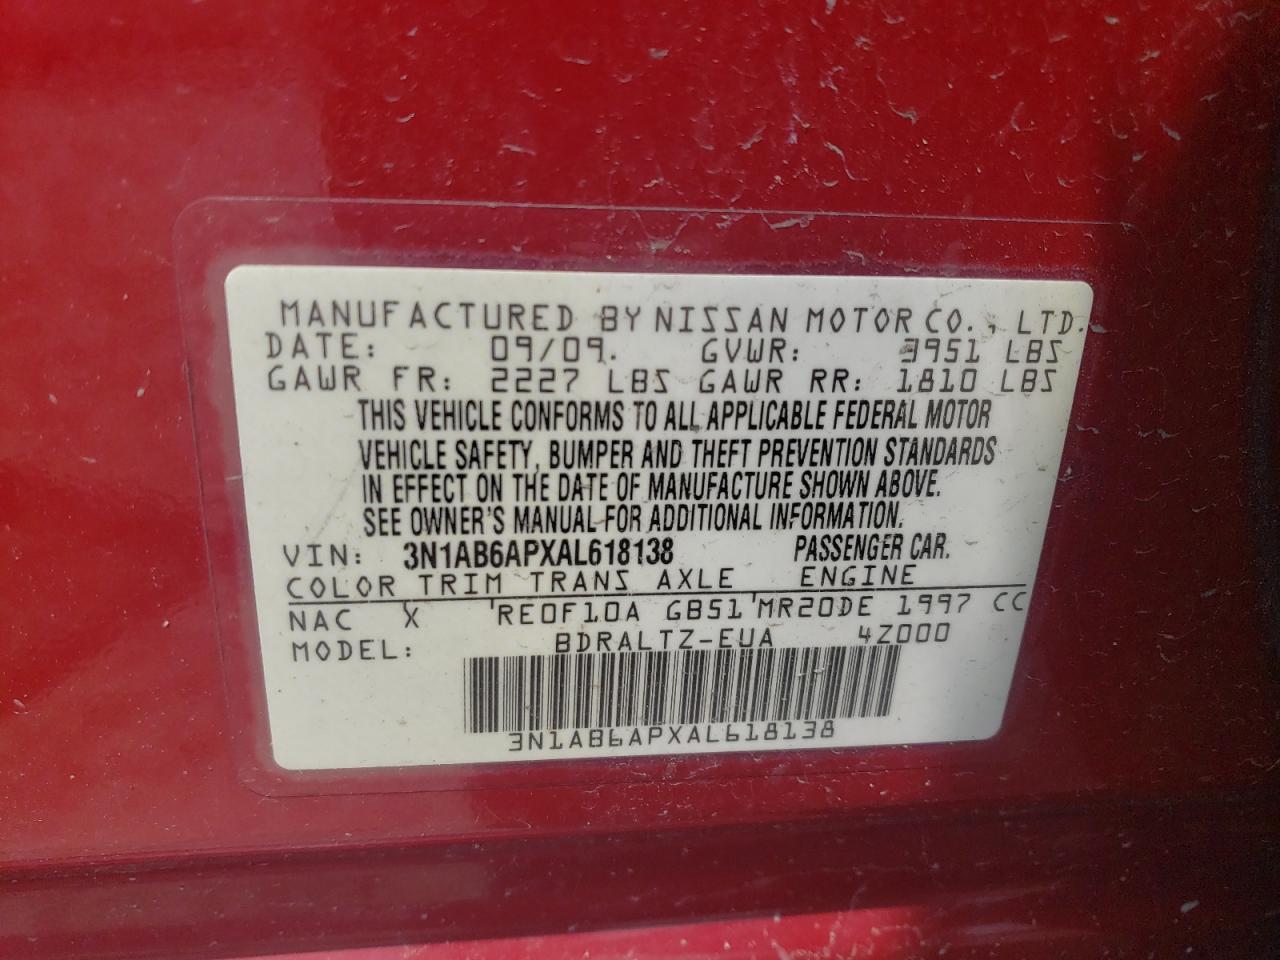 MANUFACTURED BY NISSAN MOTOR CO., LTD.
DATE: 09/09. GVWR: 3951 LBS
GAWR FR: 2227 LBS GAWR RR: 1810 LBS
THIS VEHICLE CONFORMS TO ALL APPLICABLE FEDERAL MOTOR
VEHICLE SAFETY, BUMPER AND THEFT PREVENTION STANDARDS
IN EFFECT ON THE DATE OF MANUFACTURE SHOWN ABOVE.
SEE OWNER'S MANUAL FOR ADDITIONAL INFORMATION.
VIN: 3N1AB6APXAL618138 PASSENGER CAR.
COLOR TRIM TRANS AXLE ENGINE
NAC X RE0F10A GB51 MR20DE 1997 CC
MODEL: BDRALTZ-EUA 4Z000
3N1AB6APXAL618138